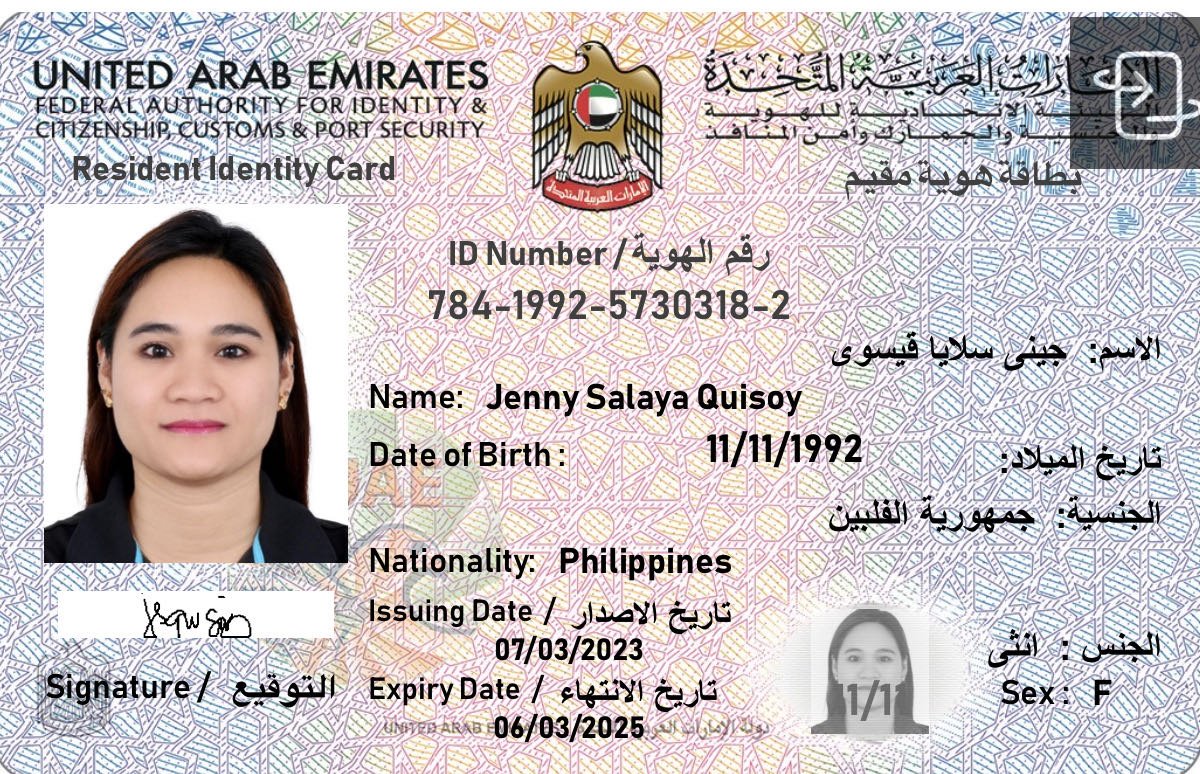 UNITED ARAB EMIRATES
FEDERAL AUTHORITY FOR IDENTITY &
CITIZENSHIP, CUSTOMS & PORT SECURITY
Resident Identity Card
الإمارات العربية المتحدة
الهيئة الاتحادية للهوية
والجنسية والجمارك وأمن المنافذ
بطاقة هوية مقيم
الامارات العربية المتحدة
ID Number / رقم الهوية
784-1992-5730318-2
الاسم: جينى سلايا قيسوى
Name: Jenny Salaya Quisoy
Date of Birth : 11/11/1992 تاريخ الميلاد:
الجنسية: جمهورية الفلبين
Nationality: Philippines
Issuing Date / تاريخ الاصدار
07/03/2023
Expiry Date / تاريخ الانتهاء
06/03/2025
Signature / التوقيع
الجنس : انثى
Sex : F
UAE
UNITED ARAB